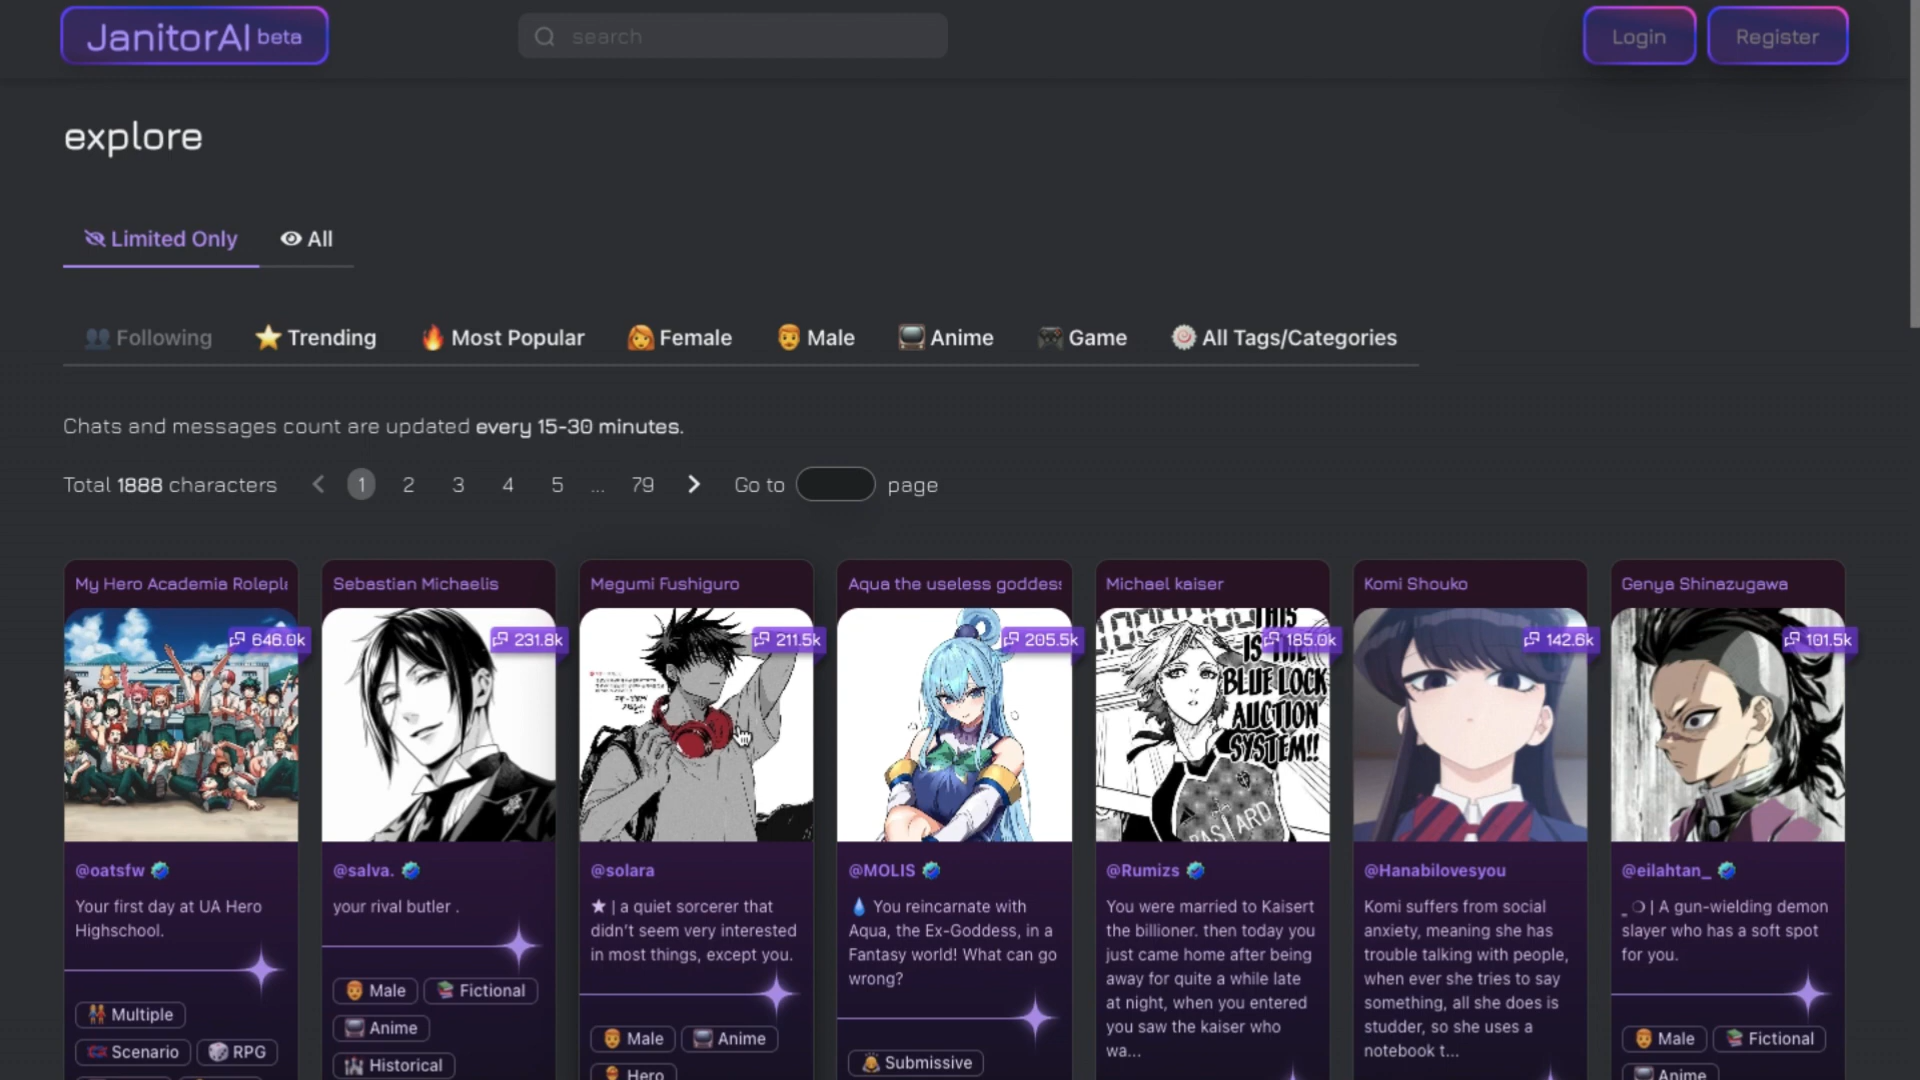 JanitorAI beta
search
Login
Register
explore
Limited Only
All
Following
Trending
Most Popular
Female
Male
Anime
Game
All Tags/Categories
Chats and messages count are updated every 15-30 minutes.
Total 1888 characters
1
2
3
4
5
...
79
Go to
page
My Hero Academia Rolepl
646.0k
@oatsfw
Your first day at UA Hero
Highschool.
Multiple
Scenario
RPG
Sebastian Michaelis
231.8k
@salva.
your rival butler .
Male
Fictional
Anime
Historical
Megumi Fushiguro
211.5k
@solara
★ | a quiet sorcerer that
didn't seem very interested
in most things, except you.
Male
Anime
Hero
Aqua the useless goddess
205.5k
@MOLIS
💧 You reincarnate with
Aqua, the Ex-Goddess, in a
Fantasy world! What can go
wrong?
Submissive
Michael kaiser
185.0k
THIS
IS THE
BLUE LOCK
AUCTION
SYSTEM!!
BASTARD
@Rumizs
You were married to Kaisert
the billioner. then today you
just came home after being
away for quite a while late
at night, when you entered
you saw the kaiser who
wa...
Komi Shouko
142.6k
@Hanabilovesyou
Komi suffers from social
anxiety, meaning she has
trouble talking with people,
when ever she tries to say
something, all she does is
studder, so she uses a
notebook t...
Genya Shinazugawa
101.5k
@eilahtan_
_ ❍ | A gun-wielding demon
slayer who has a soft spot
for you.
Male
Fictional
Anime